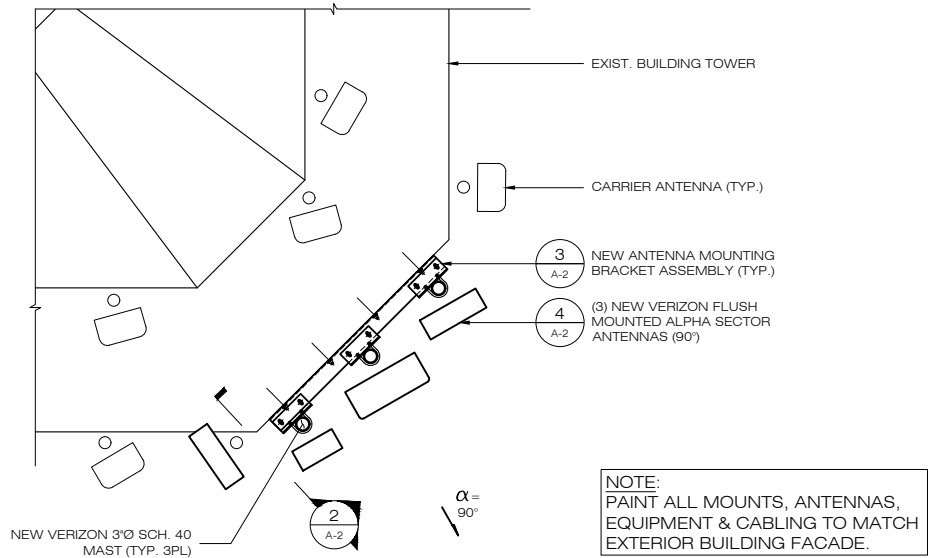 EXIST. BUILDING TOWER
CARRIER ANTENNA (TYP.)
3
A-2
NEW ANTENNA MOUNTING
BRACKET ASSEMBLY (TYP.)
4
A-2
(3) NEW VERIZON FLUSH
MOUNTED ALPHA SECTOR
ANTENNAS (90°)
α=
90°
2
A-2
NEW VERIZON 3"Ø SCH. 40
MAST (TYP. 3PL)
NOTE:
PAINT ALL MOUNTS, ANTENNAS,
EQUIPMENT & CABLING TO MATCH
EXTERIOR BUILDING FACADE.